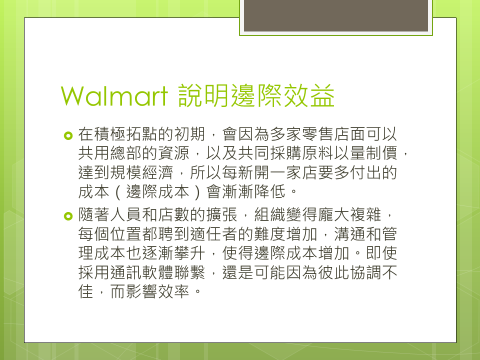 Walmart 說明邊際效益
在積極拓點的初期，會因為多家零售店面可以
共用總部的資源，以及共同採購原料以量制價，
達到規模經濟，所以每新開一家店要多付出的
成本（邊際成本）會漸漸降低。
隨著人員和店數的擴張，組織變得龐大複雜，
每個位置都聘到適任者的難度增加，溝通和管
理成本也逐漸攀升，使得邊際成本增加。即使
採用通訊軟體聯繫，還是可能因為彼此協調不
佳，而影響效率。